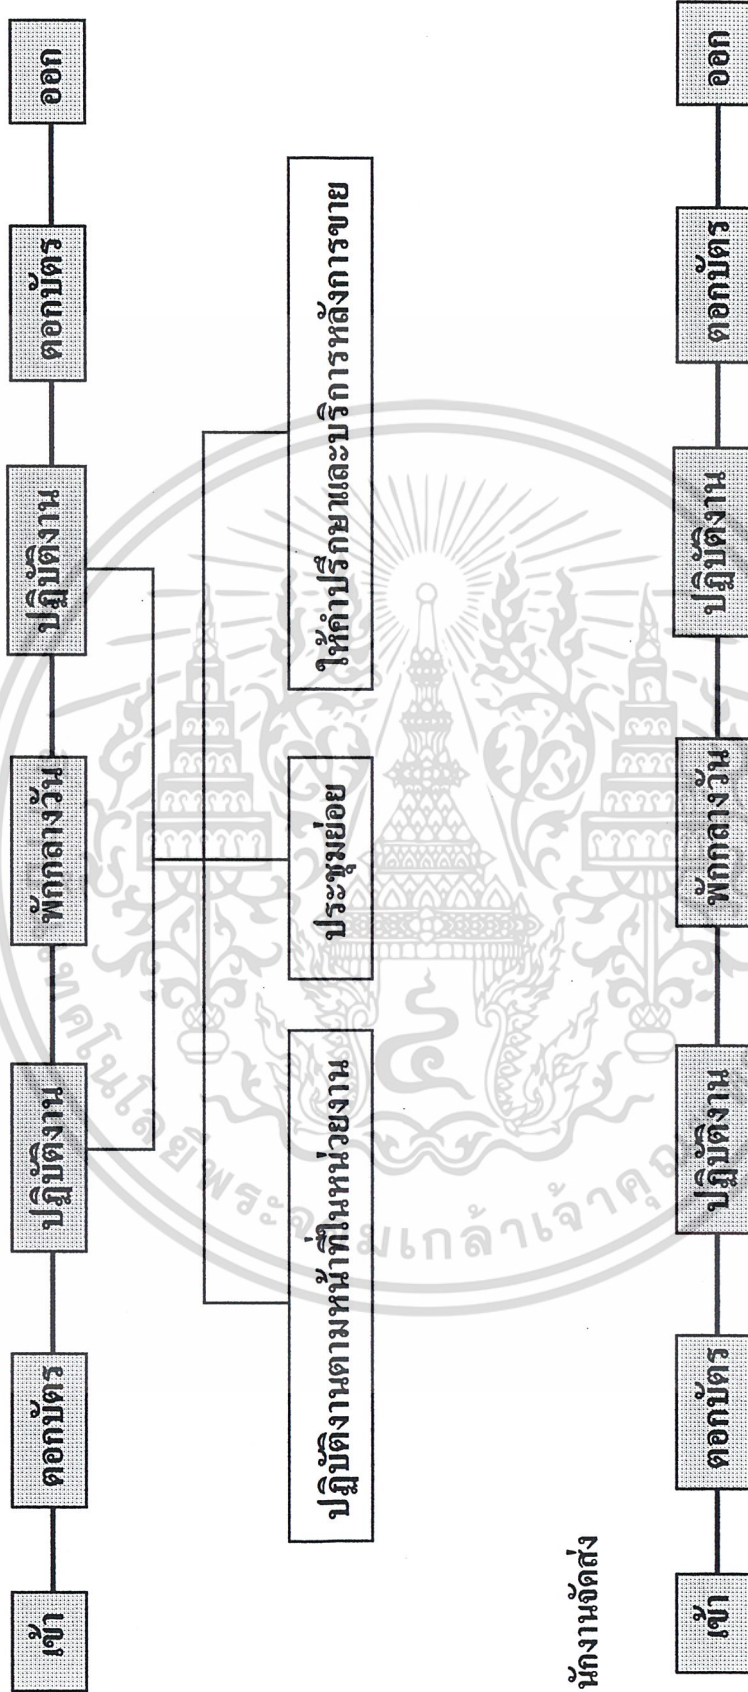 เข้า ตอกบัตร ปฏิบัติงาน พักกลางวัน ปฏิบัติงาน ตอกบัตร ออก
ปฏิบัติงานตามหน้าที่ในหน่วยงาน ประชุมย่อย ให้คำปรึกษาและบริการหลังการขาย
นักงานจัดส่ง
เข้า ตอกบัตร ปฏิบัติงาน พักกลางวัน ปฏิบัติงาน ตอกบัตร ออก